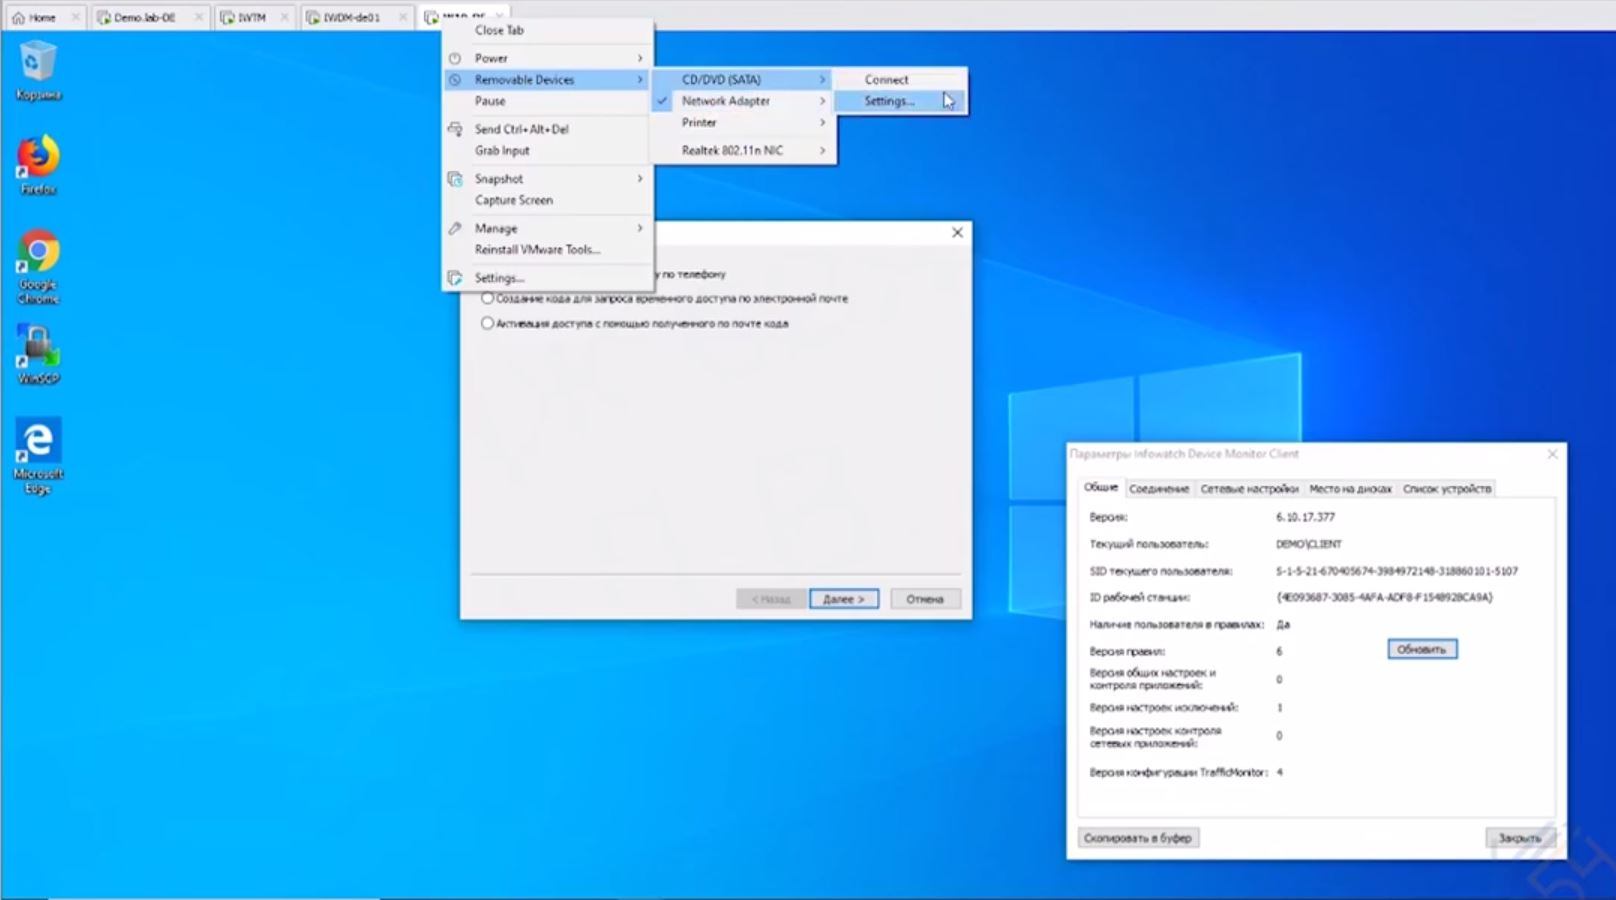 Home
Demo.lab-DE
IWTM
IWDM-de01
W10-DE
Close Tab
Power
Removable Devices
Pause
Send Ctrl+Alt+Del
Grab Input
Snapshot
Capture Screen
Manage
Reinstall VMware Tools...
Settings...
CD/DVD (SATA)
Network Adapter
Printer
Realtek 802.11n NIC
Connect
Settings...
Корзина
Firefox
Google
Chrome
WinSCP
Microsoft
Edge
по телефону
Создание кода для запроса временного доступа по электронной почте
Активация доступа с помощью полученного по почте кода
< Назад
Далее >
Отмена
Параметры Infowatch Device Monitor Client
Общие
Соединение
Сетевые настройки
Место на дисках
Список устройств
Версия: 6.10.17.377
Текущий пользователь: DEMO\CLIENT
SID текущего пользователя: S-1-5-21-670405674-3984972148-318860101-5107
ID рабочей станции: {4E093687-3085-4AFA-ADF8-F154892BCA9A}
Наличие пользователя в правилах: Да
Версия правил: 6
Обновить
Версия общих настроек и
контроля приложений: 0
Версия настроек исключений: 1
Версия настроек контроля
сетевых приложений: 0
Версия конфигурации TrafficMonitor: 4
Скопировать в буфер
Закрыть